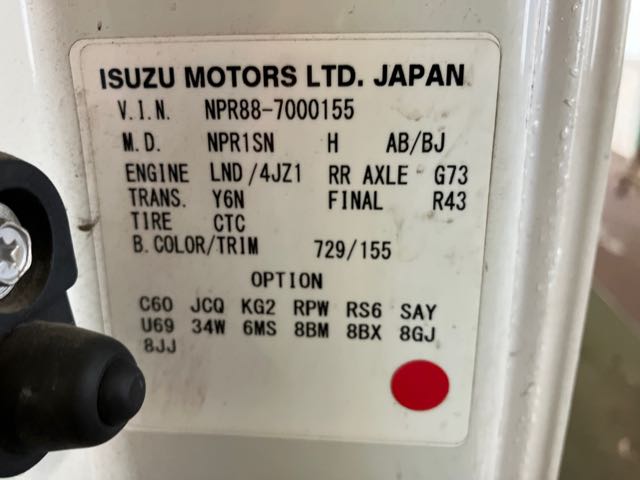 ISUZU MOTORS LTD. JAPAN
V.I.N. NPR88-7000155
M.D. NPR1SN H AB/BJ
ENGINE LND/4JZ1 RR AXLE G73
TRANS. Y6N FINAL R43
TIRE CTC
B.COLOR/TRIM 729/155
OPTION
C60 JCQ KG2 RPW RS6 SAY
U69 34W 6MS 8BM 8BX 8GJ
8JJ